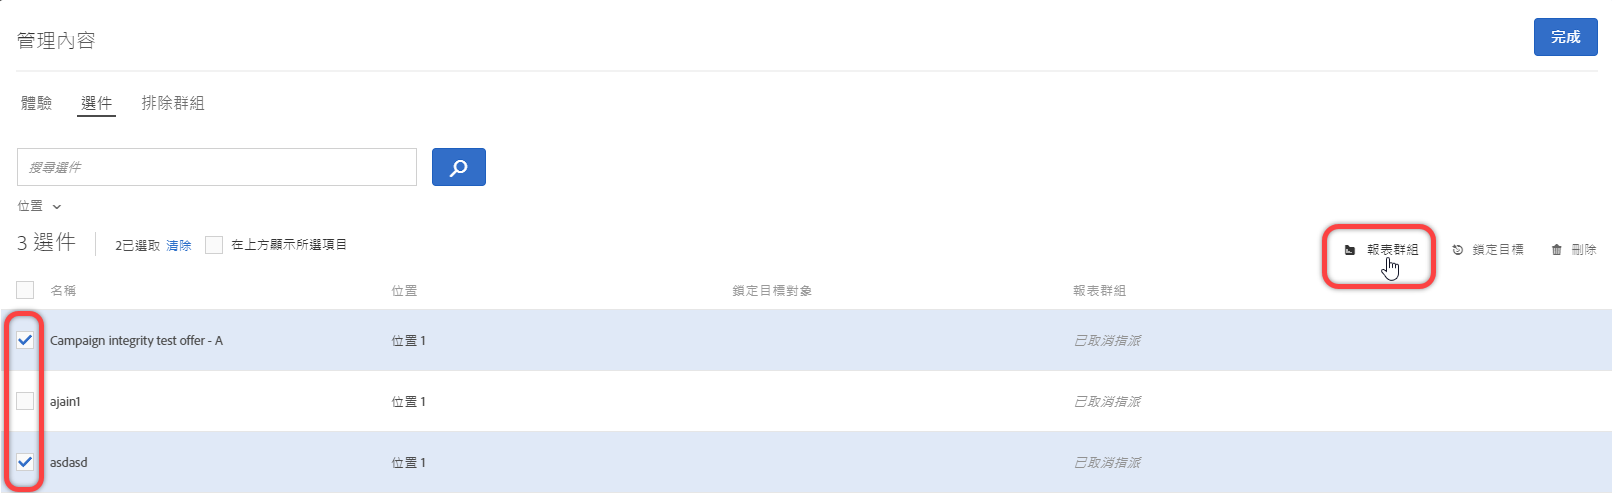 管理內容
完成
體驗 選件 排除群組
搜尋選件
位置
3 選件 2已選取 清除 在上方顯示所選項目 報表群組 鎖定目標 刪除
名稱 位置 鎖定目標對象 報表群組
Campaign integrity test offer - A 位置 1 已取消指派
ajain1 位置 1 已取消指派
asdasd 位置 1 已取消指派